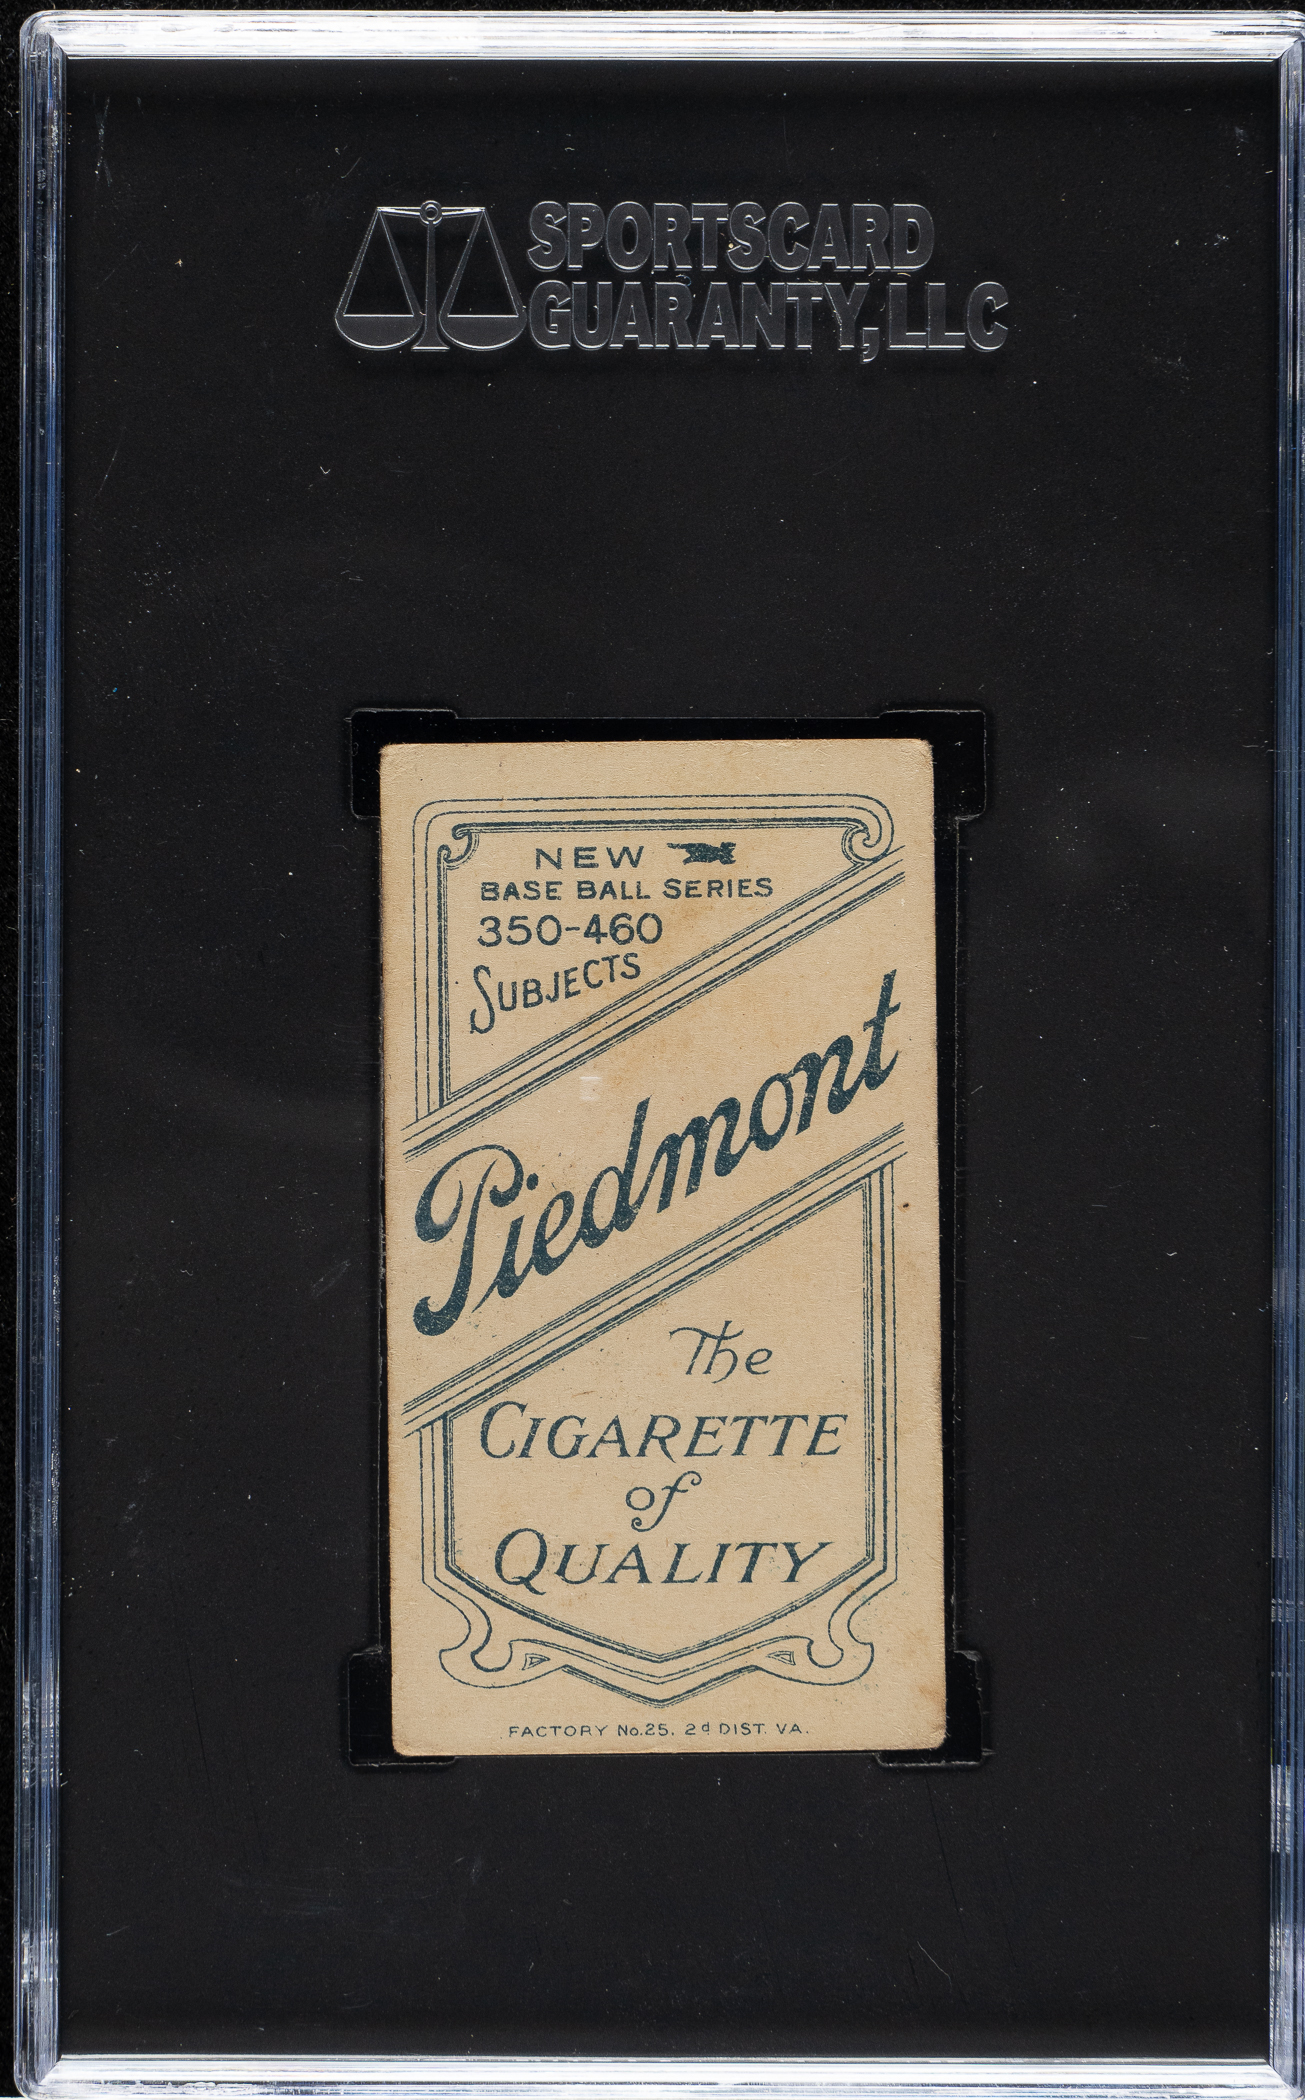 SPORTSCARD
GUARANTY, LLC
NEW
BASE BALL SERIES
350-460
SUBJECTS
Piedmont
The
CIGARETTE
of
QUALITY
FACTORY No. 25, 2d DIST. VA.